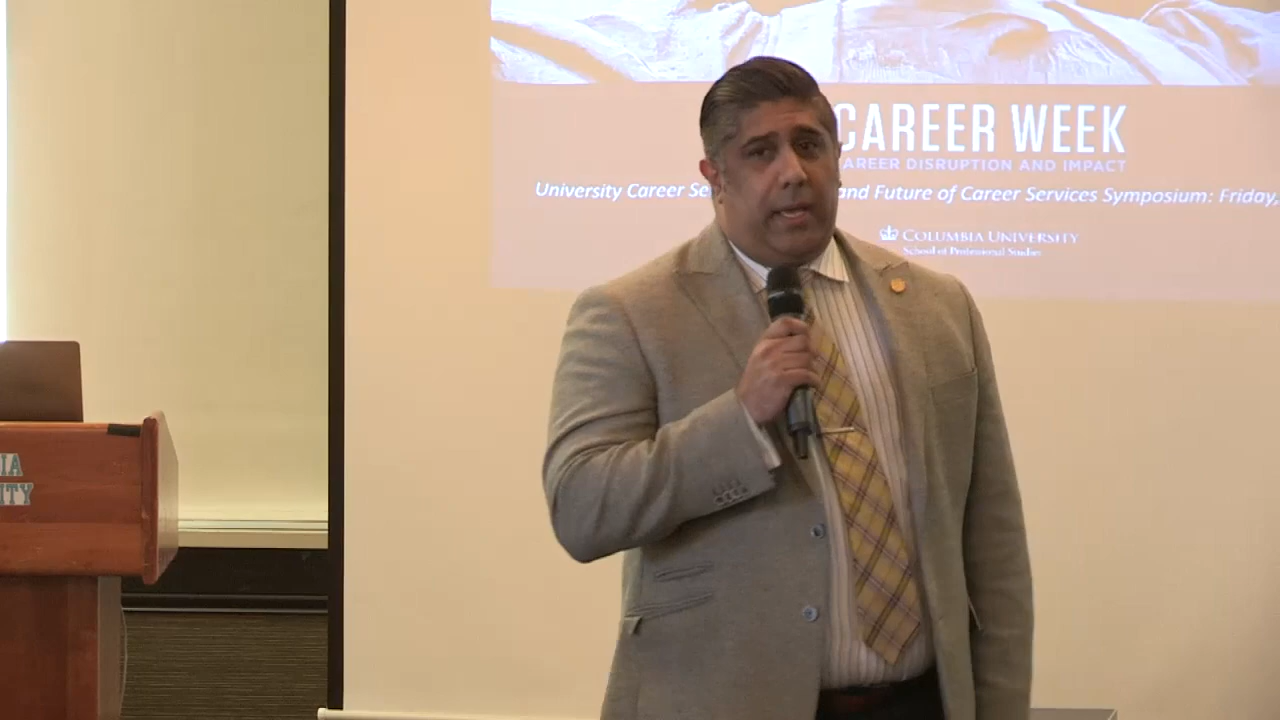 CAREER WEEK
CAREER DISRUPTION AND IMPACT
University Career Se and Future of Career Services Symposium: Friday,
COLUMBIA UNIVERSITY
School of Professional Studies
IA
ITY